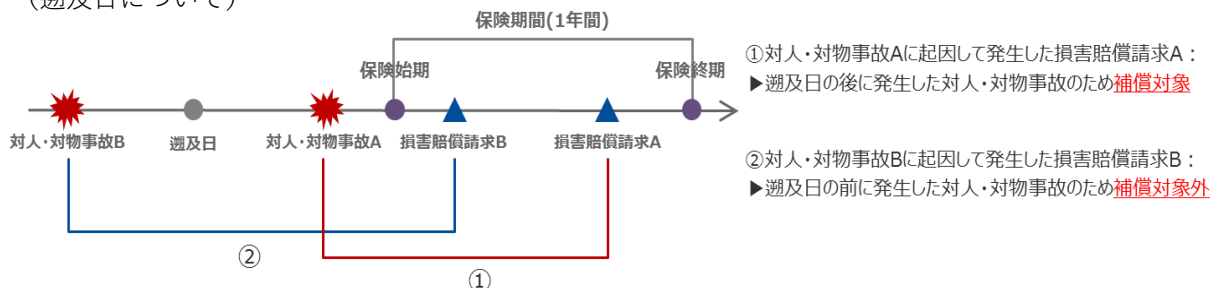 （遡及日について）
保険期間(1年間)
保険始期
保険終期
対人・対物事故B
遡及日
対人・対物事故A
損害賠償請求B
損害賠償請求A
②
①
①対人・対物事故Aに起因して発生した損害賠償請求A：
▶遡及日の後に発生した対人・対物事故のため補償対象
②対人・対物事故Bに起因して発生した損害賠償請求B：
▶遡及日の前に発生した対人・対物事故のため補償対象外